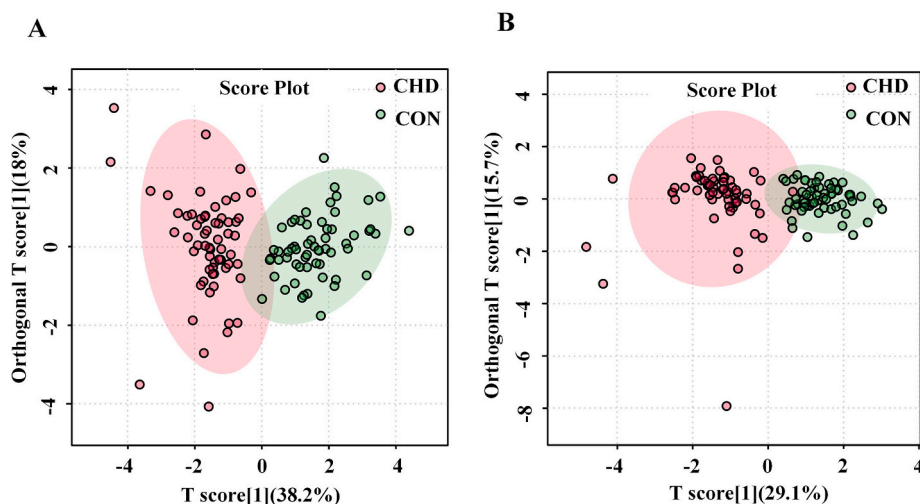 A
Score Plot
CHD
CON
Orthogonal T score[1](18%)
4
2
0
-2
-4
-4
-2
0
2
4
T score[1](38.2%)
B
Score Plot
CHD
CON
Orthogonal T score[1](15.7%)
4
2
0
-2
-4
-6
-8
-6
-4
-2
0
2
4
T score[1](29.1%)